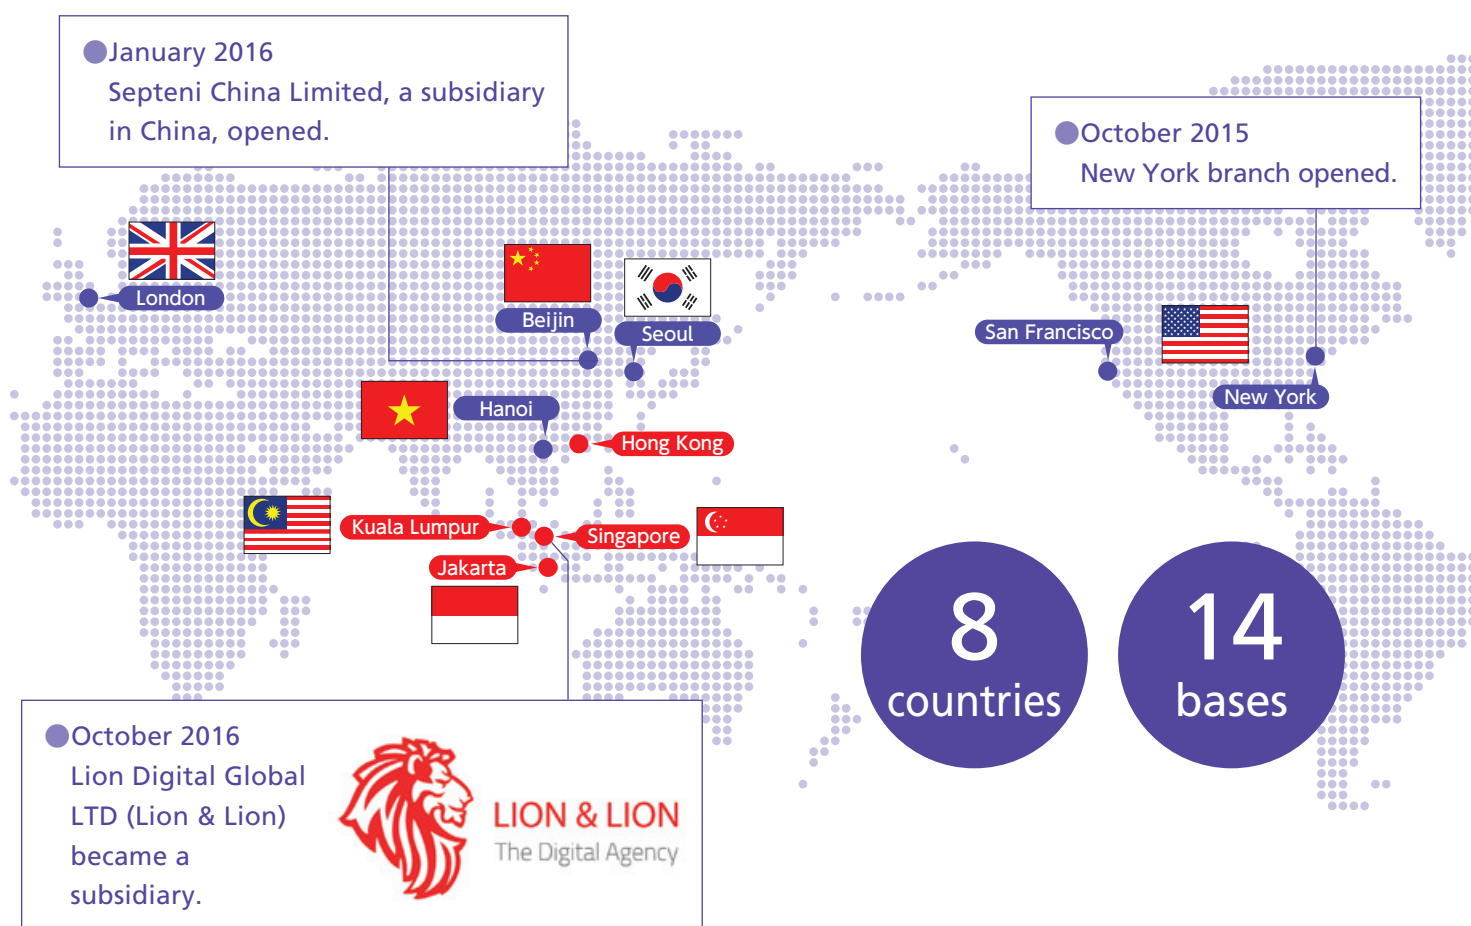 January 2016
Septeni China Limited, a subsidiary
in China, opened.
October 2015
New York branch opened.
London
Beijin
Seoul
San Francisco
New York
Hanoi
Hong Kong
Kuala Lumpur
Singapore
Jakarta
8
countries
14
bases
October 2016
Lion Digital Global
LTD (Lion & Lion)
became a
subsidiary.
LION & LION
The Digital Agency